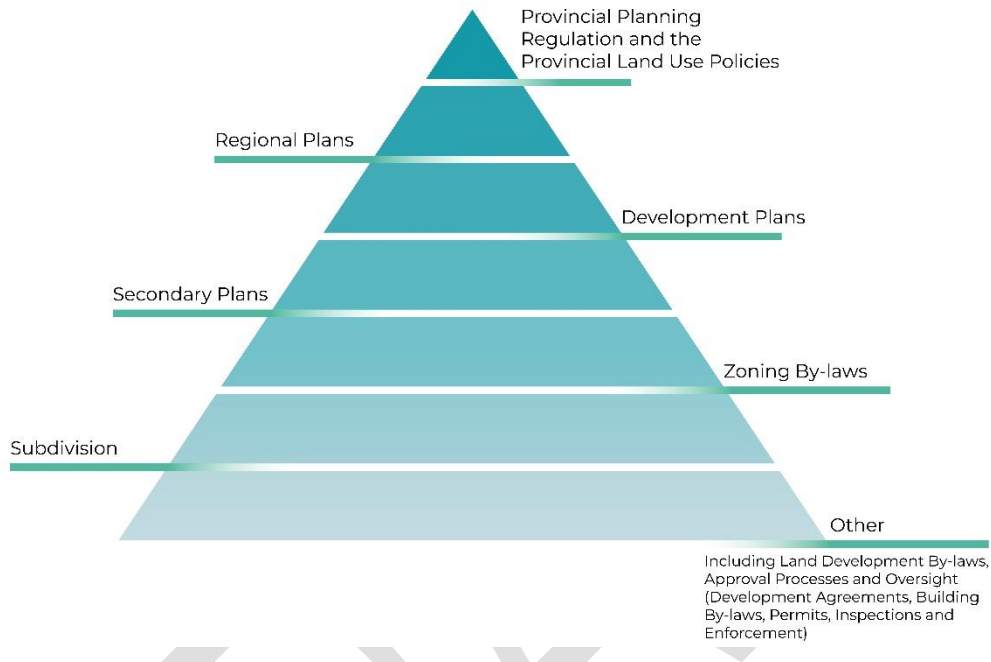 Provincial Planning
Regulation and the
Provincial Land Use Policies
Regional Plans
Development Plans
Secondary Plans
Zoning By-laws
Subdivision
Other
Including Land Development By-laws,
Approval Processes and Oversight
(Development Agreements, Building
By-laws, Permits, Inspections and
Enforcement)